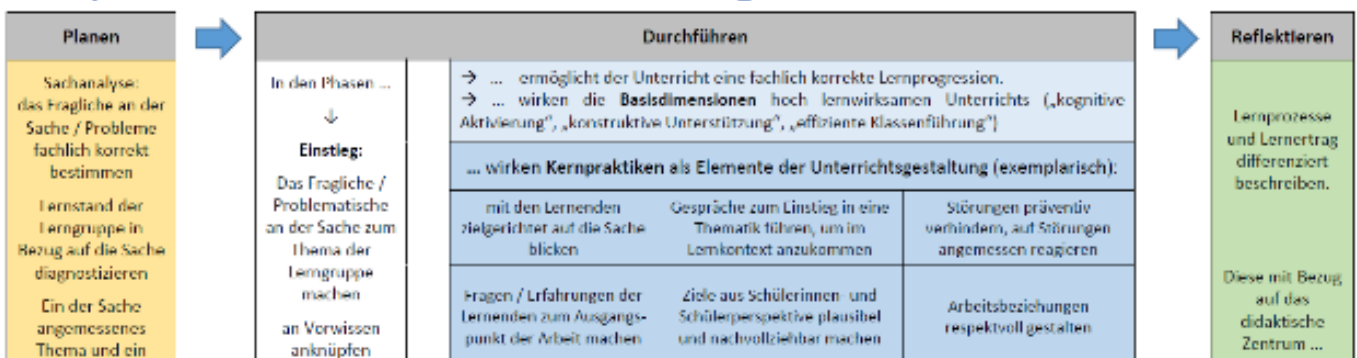 Planen
Sachanalyse:
das Fragliche an der
Sache / Probleme
fachlich korrekt
bestimmen
Lernstand der
Lerngruppe in
Bezug auf die Sache
diagnostizieren
Ein der Sache
angemessenes
Thema und ein
Durchführen
In den Phasen ...
↓
Einstieg:
Das Fragliche /
Problematische
an der Sache zum
Thema der
Lerngruppe
machen
an Vorwissen
anknüpfen
→ ... ermöglicht der Unterricht eine fachlich korrekte Lernprogression.
→ ... wirken die Basisdimensionen hoch lernwirksamen Unterrichts („kognitive
Aktivierung“, „konstruktive Unterstützung“, „effiziente Klassenführung“)
... wirken Kernpraktiken als Elemente der Unterrichtsgestaltung (exemplarisch):
mit den Lernenden
zielgerichtet auf die Sache
blicken
Gespräche zum Einstieg in eine
Thematik führen, um im
Lernkontext anzukommen
Störungen präventiv
verhindern, auf Störungen
angemessen reagieren
Fragen / Erfahrungen der
Lernenden zum Ausgangs-
punkt der Arbeit machen
Ziele aus Schülerinnen- und
Schülerperspektive plausibel
und nachvollziehbar machen
Arbeitsbeziehungen
respektvoll gestalten
Reflektieren
Lernprozesse
und Lernertrag
differenziert
beschreiben.
Diese mit Bezug
auf das
didaktische
Zentrum ...